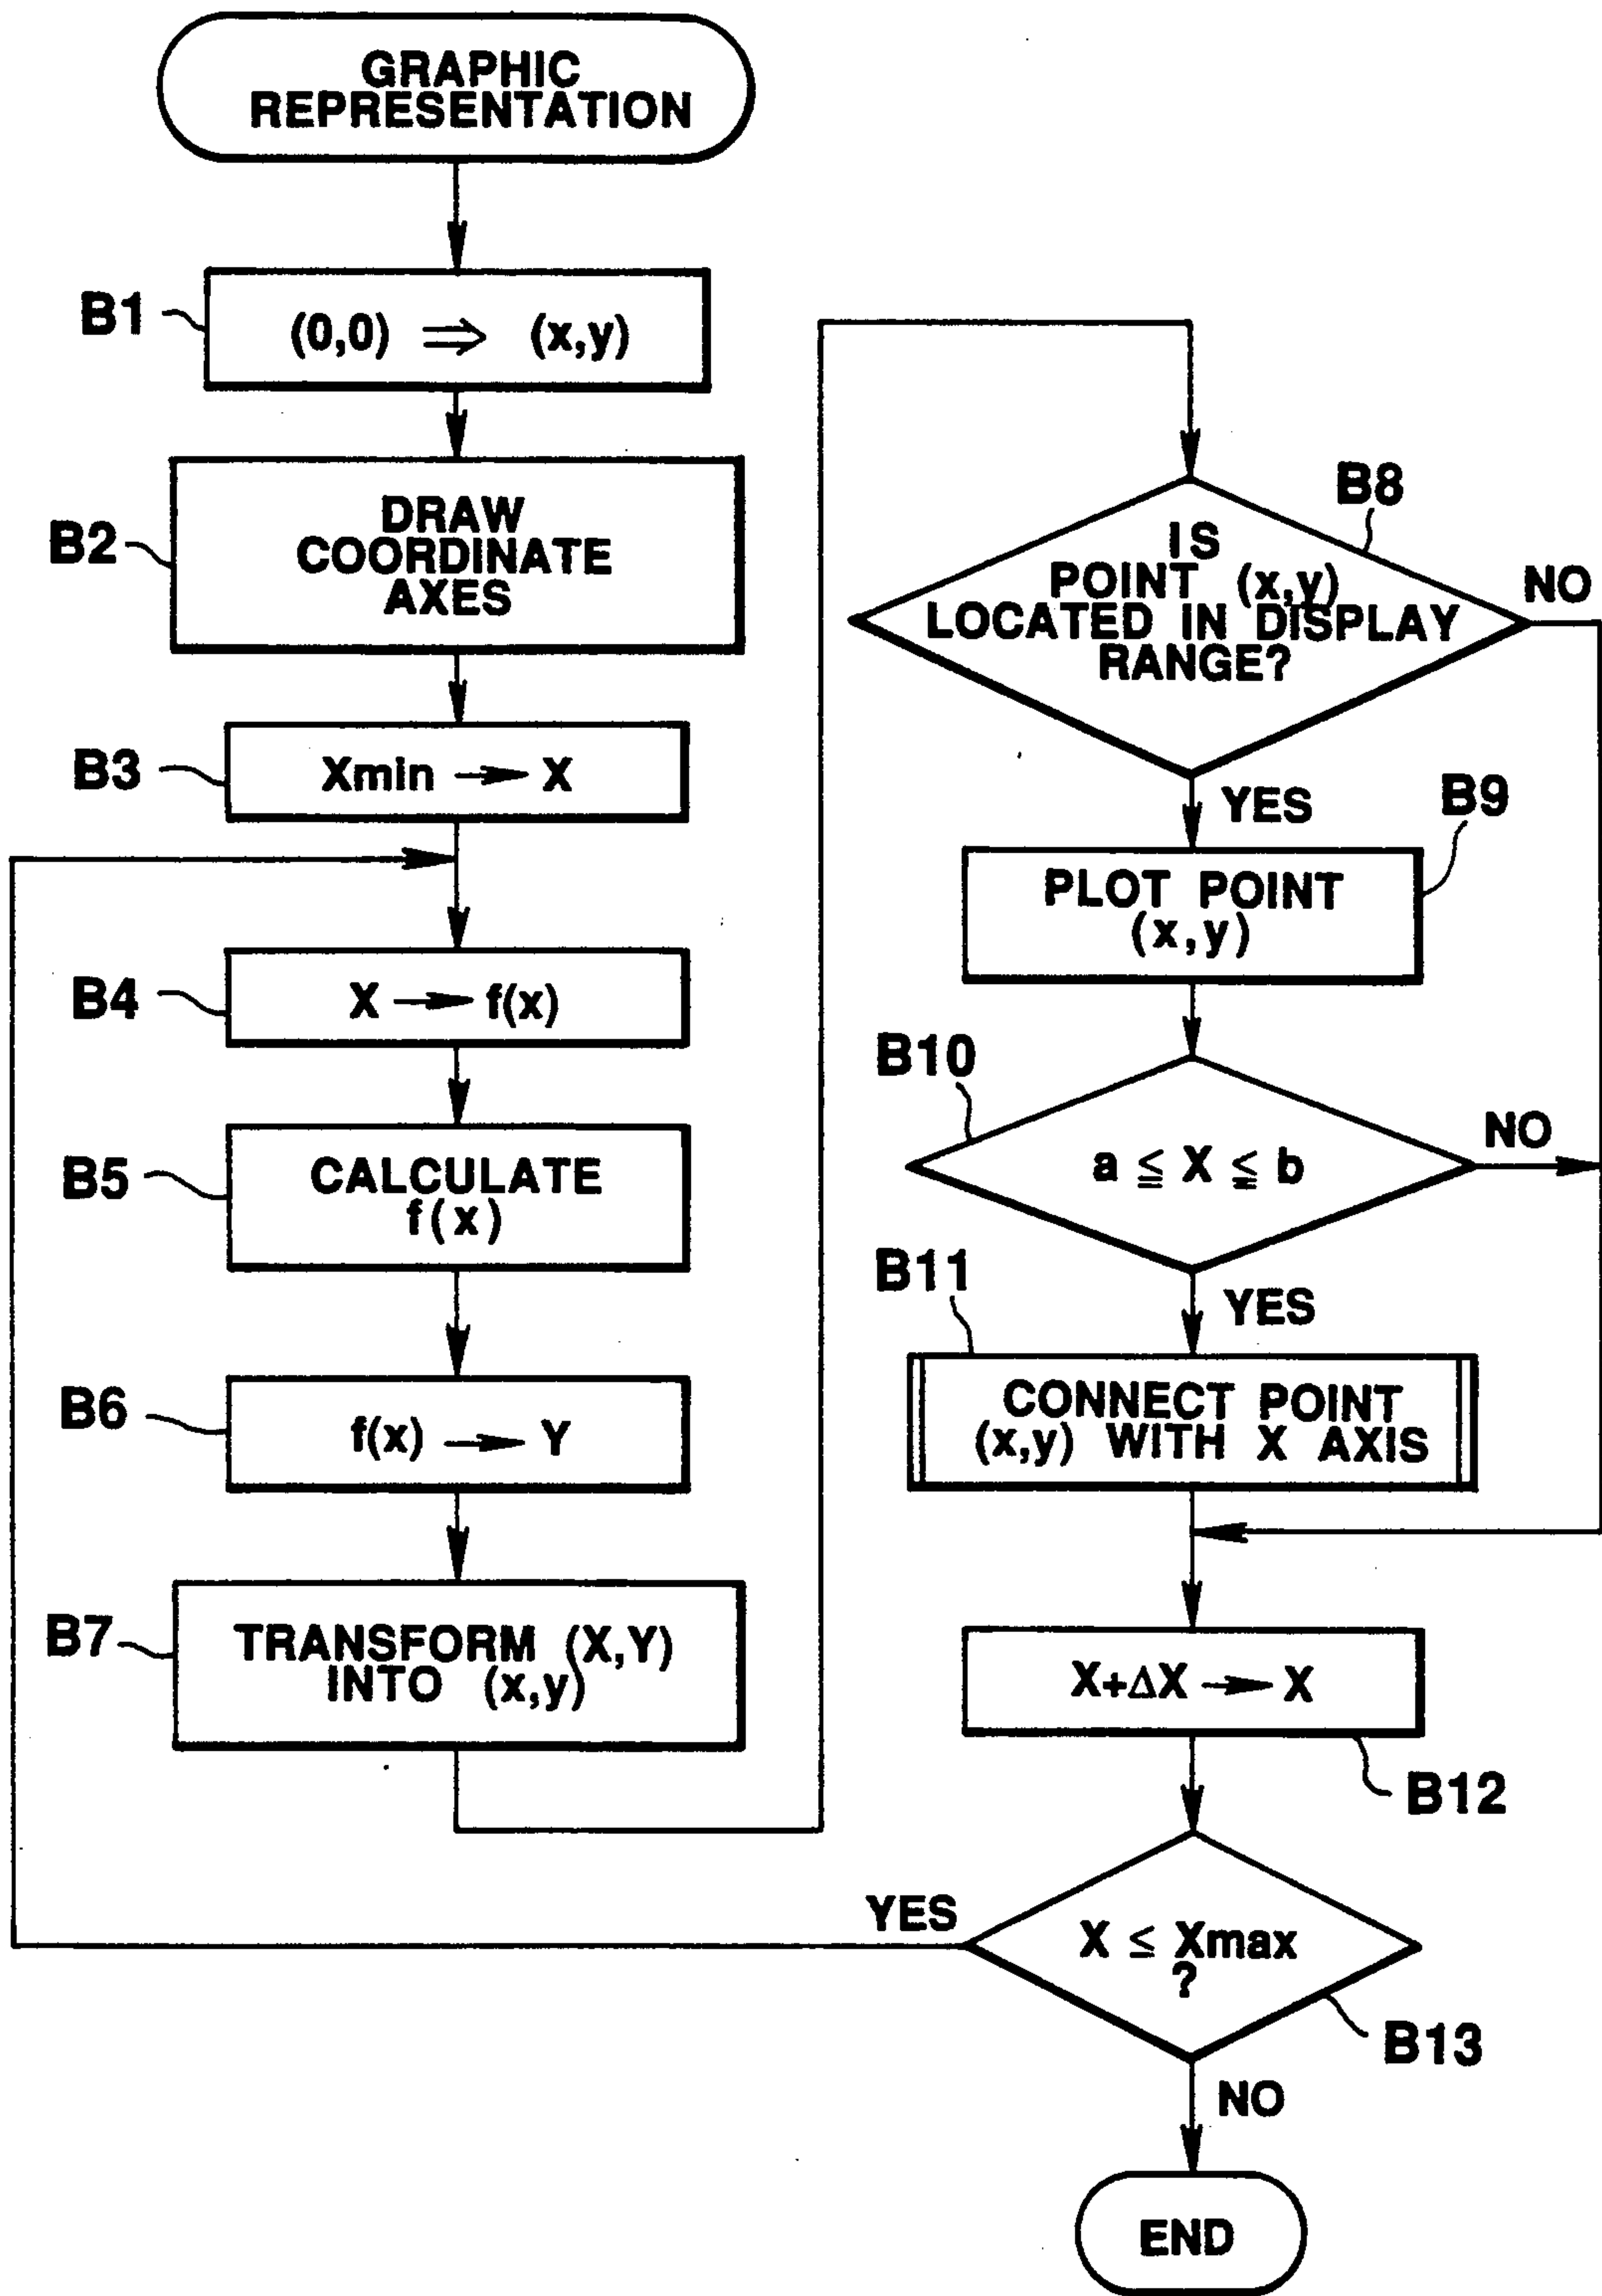 GRAPHIC
REPRESENTATION
B1
(0,0) ⇒ (x,y)
B2
DRAW
COORDINATE
AXES
B3
Xmin → X
B4
X → f(x)
B5
CALCULATE
f(x)
B6
f(x) → Y
B7
TRANSFORM (X,Y)
INTO (x,y)
B8
IS
POINT (x,y)
LOCATED IN DISPLAY
RANGE?
NO
YES
B9
PLOT POINT
(x,y)
B10
a ≦ X ≦ b
NO
YES
B11
CONNECT POINT
(x,y) WITH X AXIS
X+ΔX → X
B12
YES
X ≤ Xmax
?
B13
NO
END